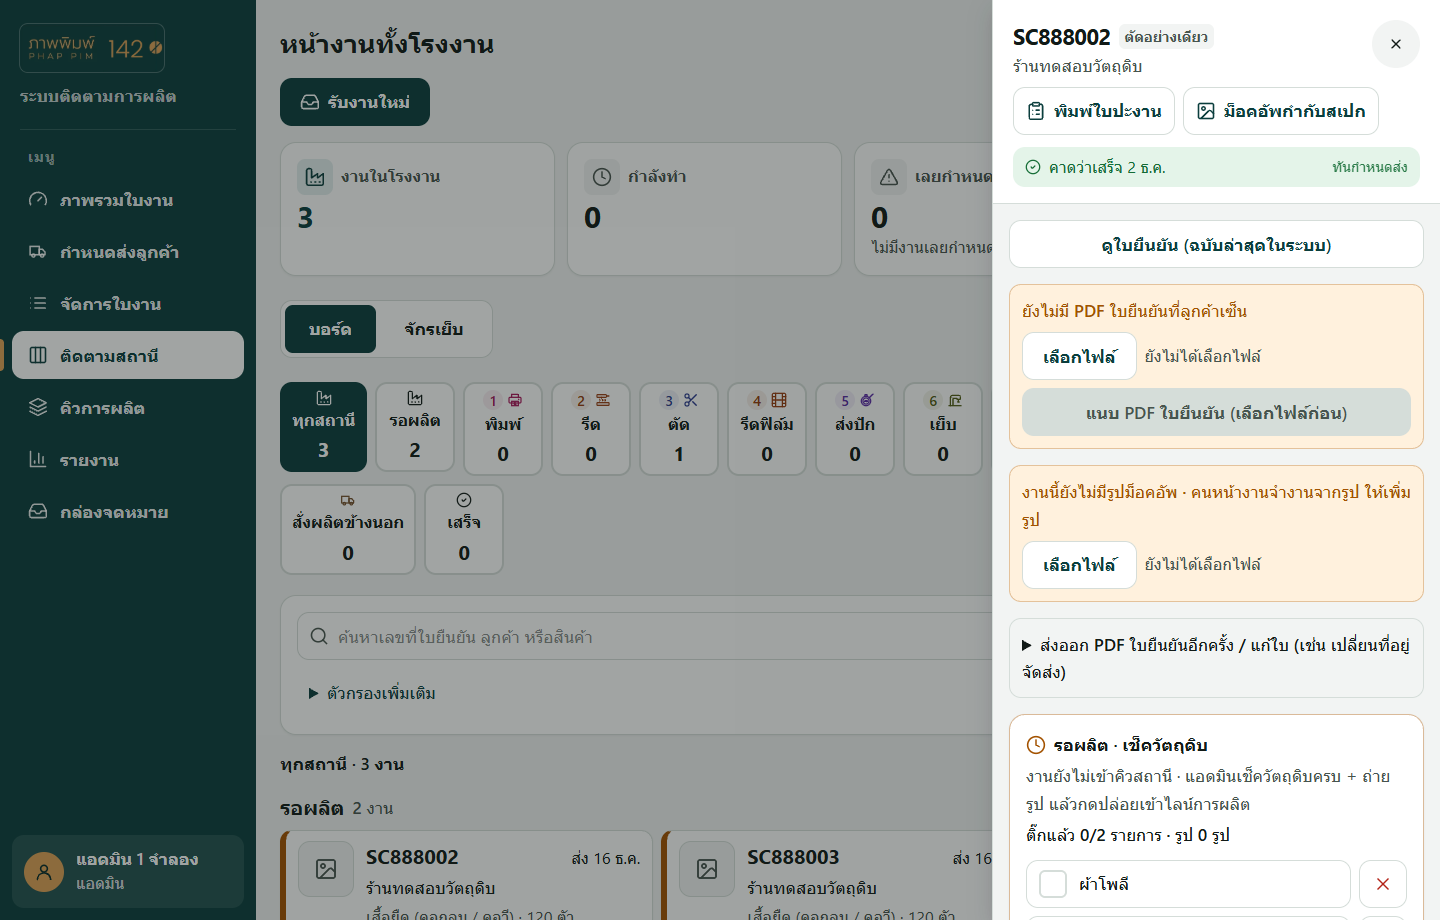 ภาพพิมพ์ 142
PHAP PIM
ระบบติดตามการผลิต
เมนู
ภาพรวมใบงาน
กำหนดส่งลูกค้า
จัดการใบงาน
ติดตามสถานี
คิวการผลิต
รายงาน
กล่องจดหมาย
แอดมิน 1 จำลอง
แอดมิน
หน้างานทั้งโรงงาน
รับงานใหม่
งานในโรงงาน
3
กำลังทำ
0
เลยกำหนด
0
ไม่มีงานเลยกำหนด
บอร์ด
จักรเย็บ
ทุกสถานี
3
รอผลิต
2
1
พิมพ์
0
2
รีด
0
3
ตัด
1
4
รีดฟิล์ม
0
5
ส่งปัก
0
6
เย็บ
0
สั่งผลิตข้างนอก
0
เสร็จ
0
ค้นหาเลขที่ใบยืนยัน ลูกค้า หรือสินค้า
ตัวกรองเพิ่มเติม
ทุกสถานี · 3 งาน
รอผลิต 2 งาน
SC888002 ส่ง 16 ธ.ค.
ร้านทดสอบวัตถุดิบ
เสื้อยืด (คอกลม / คอวี) · 120 ตัว
SC888003 ส่ง 16
ร้านทดสอบวัตถุดิบ
เสื้อยืด (คอกลม / คอวี) · 120 ตัว
SC888002 ตัดอย่างเดียว
ร้านทดสอบวัตถุดิบ
พิมพ์ใบปะงาน
ม็อคอัพกำกับสเปก
คาดว่าเสร็จ 2 ธ.ค. ทันกำหนดส่ง
ดูใบยืนยัน (ฉบับล่าสุดในระบบ)
ยังไม่มี PDF ใบยืนยันที่ลูกค้าเซ็น
เลือกไฟล์ ยังไม่ได้เลือกไฟล์
แนบ PDF ใบยืนยัน (เลือกไฟล์ก่อน)
งานนี้ยังไม่มีรูปม็อคอัพ · คนหน้างานจำงานจากรูป ให้เพิ่ม
รูป
เลือกไฟล์ ยังไม่ได้เลือกไฟล์
ส่งออก PDF ใบยืนยันอีกครั้ง / แก้ใบ (เช่น เปลี่ยนที่อยู่
จัดส่ง)
รอผลิต · เช็ควัตถุดิบ
งานยังไม่เข้าคิวสถานี · แอดมินเช็ควัตถุดิบครบ + ถ่าย
รูป แล้วกดปล่อยเข้าไลน์การผลิต
ติ๊กแล้ว 0/2 รายการ · รูป 0 รูป
ผ้าโพลี